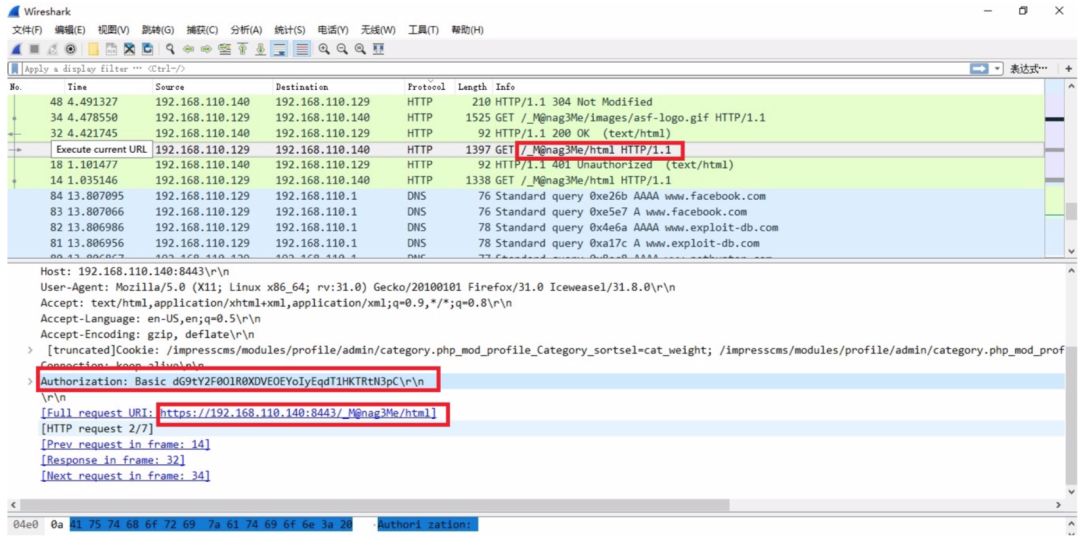 Wireshark
文件(F) 编辑(E) 视图(V) 跳转(G) 捕获(C) 分析(A) 统计(S) 电话(Y) 无线(W) 工具(T) 帮助(H)
Apply a display filter … <Ctrl-/> 表达式… +
No. Time Source Destination Protocol Length Info
48 4.491327 192.168.110.140 192.168.110.129 HTTP 210 HTTP/1.1 304 Not Modified
34 4.478550 192.168.110.129 192.168.110.140 HTTP 1525 GET /_M@nag3Me/images/asf-logo.gif HTTP/1.1
32 4.421745 192.168.110.140 192.168.110.129 HTTP 92 HTTP/1.1 200 OK (text/html)
Execute current URL 192.168.110.129 192.168.110.140 HTTP 1397 GET /_M@nag3Me/html HTTP/1.1
18 1.101477 192.168.110.140 192.168.110.129 HTTP 92 HTTP/1.1 401 Unauthorized (text/html)
14 1.035146 192.168.110.129 192.168.110.140 HTTP 1338 GET /_M@nag3Me/html HTTP/1.1
84 13.807095 192.168.110.129 192.168.110.1 DNS 76 Standard query 0xe26b AAAA www.facebook.com
83 13.807066 192.168.110.129 192.168.110.1 DNS 76 Standard query 0xe5e7 A www.facebook.com
82 13.806986 192.168.110.129 192.168.110.1 DNS 78 Standard query 0x4e6a AAAA www.exploit-db.com
81 13.806956 192.168.110.129 192.168.110.1 DNS 78 Standard query 0xa17c A www.exploit-db.com
Host: 192.168.110.140:8443\r\n
User-Agent: Mozilla/5.0 (X11; Linux x86_64; rv:31.0) Gecko/20100101 Firefox/31.0 Iceweasel/31.8.0\r\n
Accept: text/html,application/xhtml+xml,application/xml;q=0.9,*/*;q=0.8\r\n
Accept-Language: en-US,en;q=0.5\r\n
Accept-Encoding: gzip, deflate\r\n
[truncated]Cookie: /impresscms/modules/profile/admin/category.php_mod_profile_Category_sortsel=cat_weight; /impresscms/modules/profile/admin/category.php_mod_prof
Connection: keep-alive\r\n
Authorization: Basic dG9tY2F0OlR0XDVEOEYoIyEqdT1HKTRtN3pC\r\n
\r\n
[Full request URI: https://192.168.110.140:8443/_M@nag3Me/html]
[HTTP request 2/7]
[Prev request in frame: 14]
[Response in frame: 32]
[Next request in frame: 34]
04e0 0a 41 75 74 68 6f 72 69 7a 61 74 69 6f 6e 3a 20 ·Authori zation: